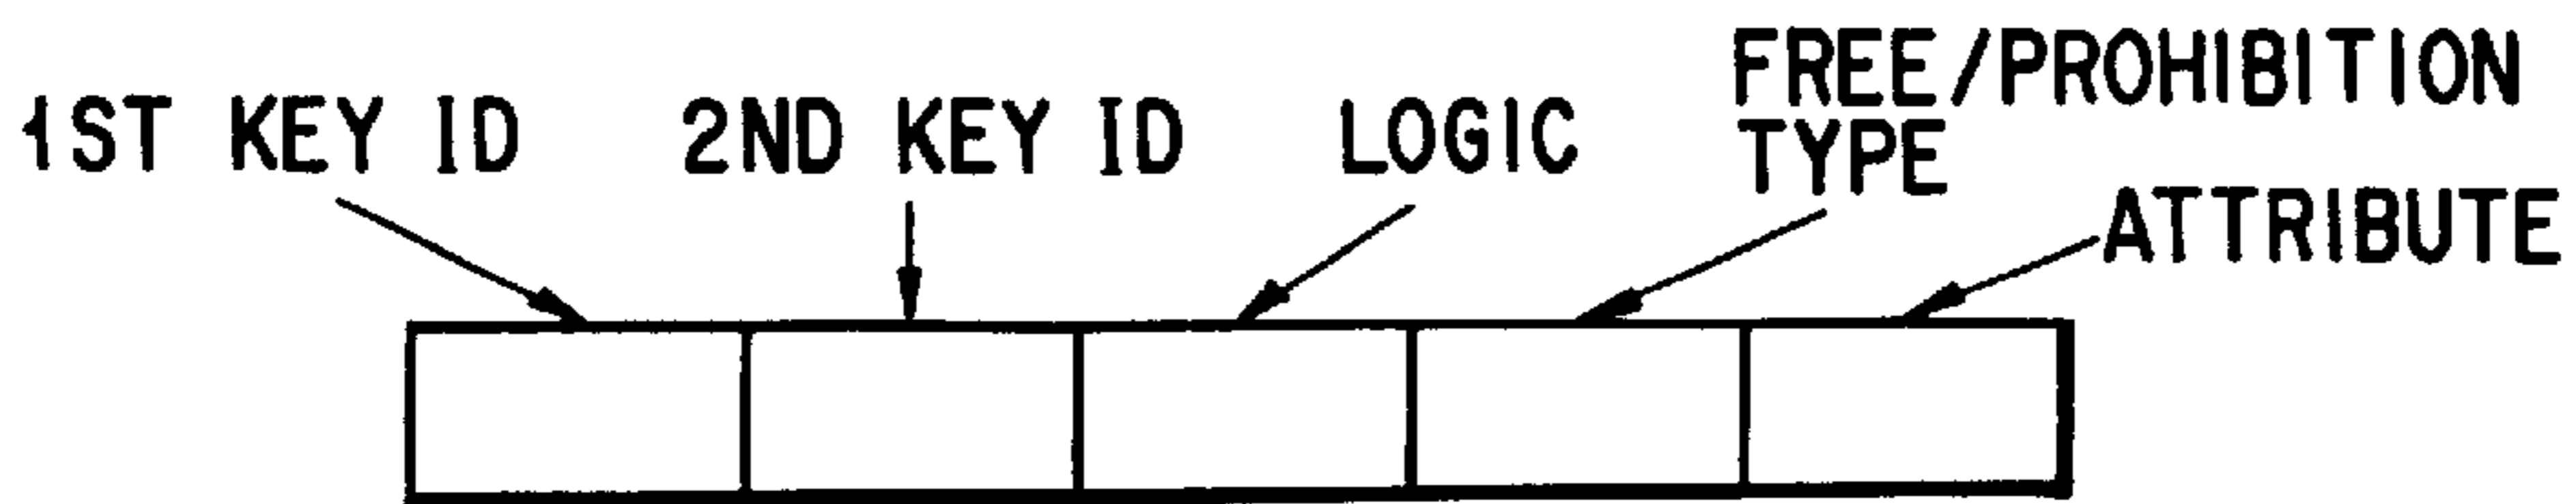 1ST KEY ID
2ND KEY ID
LOGIC
FREE/PROHIBITION
TYPE
ATTRIBUTE